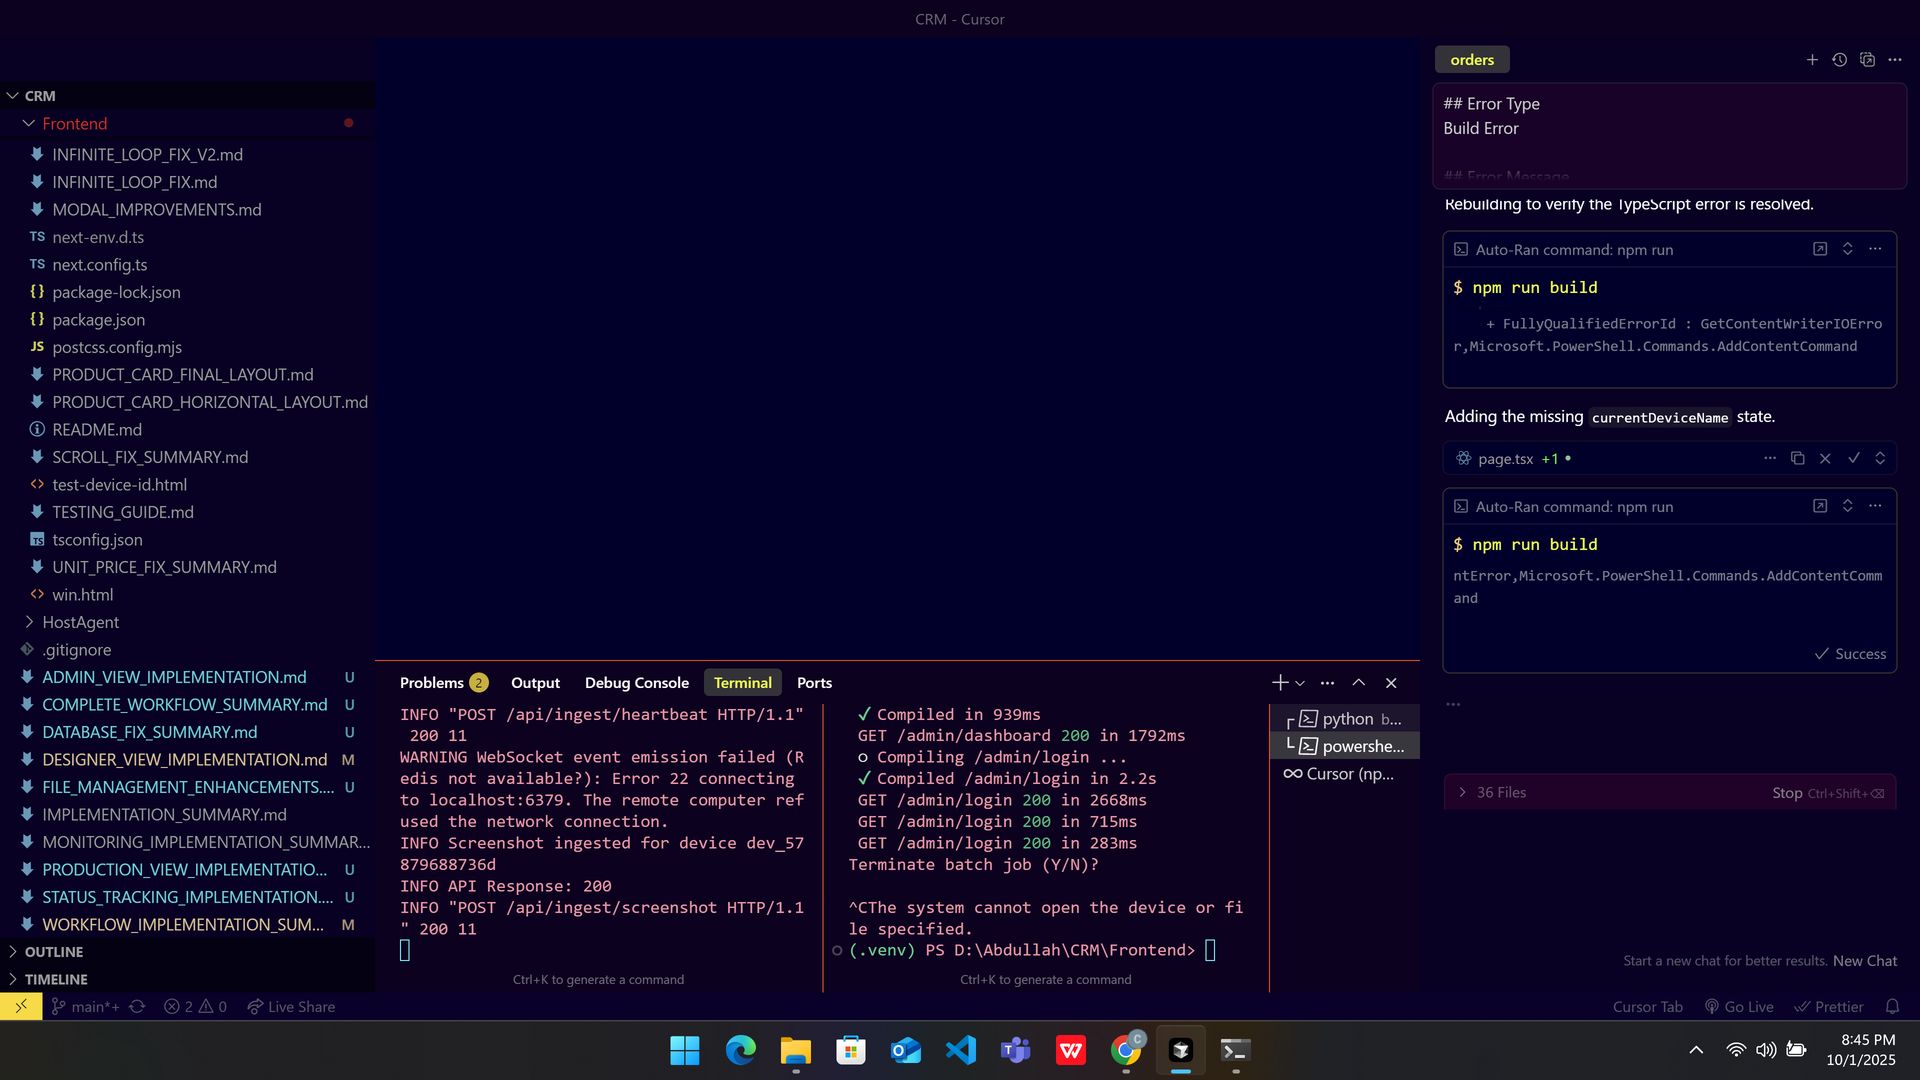 CRM - Cursor
CRM
Frontend
INFINITE_LOOP_FIX_V2.md
INFINITE_LOOP_FIX.md
MODAL_IMPROVEMENTS.md
TS next-env.d.ts
TS next.config.ts
{} package-lock.json
{} package.json
JS postcss.config.mjs
PRODUCT_CARD_FINAL_LAYOUT.md
PRODUCT_CARD_HORIZONTAL_LAYOUT.md
README.md
SCROLL_FIX_SUMMARY.md
<> test-device-id.html
TESTING_GUIDE.md
TS tsconfig.json
UNIT_PRICE_FIX_SUMMARY.md
<> win.html
HostAgent
.gitignore
ADMIN_VIEW_IMPLEMENTATION.md U
COMPLETE_WORKFLOW_SUMMARY.md U
DATABASE_FIX_SUMMARY.md U
DESIGNER_VIEW_IMPLEMENTATION.md M
FILE_MANAGEMENT_ENHANCEMENTS.... U
IMPLEMENTATION_SUMMARY.md
MONITORING_IMPLEMENTATION_SUMMAR...
PRODUCTION_VIEW_IMPLEMENTATIO... U
STATUS_TRACKING_IMPLEMENTATION.... U
WORKFLOW_IMPLEMENTATION_SUM... M
OUTLINE
TIMELINE
Problems 2 Output Debug Console Terminal Ports
INFO "POST /api/ingest/heartbeat HTTP/1.1"
200 11
WARNING WebSocket event emission failed (R
edis not available?): Error 22 connecting
to localhost:6379. The remote computer ref
used the network connection.
INFO Screenshot ingested for device dev_57
879688736d
INFO API Response: 200
INFO "POST /api/ingest/screenshot HTTP/1.1
" 200 11
Ctrl+K to generate a command
✓ Compiled in 939ms
GET /admin/dashboard 200 in 1792ms
○ Compiling /admin/login ...
✓ Compiled /admin/login in 2.2s
GET /admin/login 200 in 2668ms
GET /admin/login 200 in 715ms
GET /admin/login 200 in 283ms
Terminate batch job (Y/N)?
^CThe system cannot open the device or fi
le specified.
(.venv) PS D:\Abdullah\CRM\Frontend>
Ctrl+K to generate a command
python b...
powershe...
Cursor (np...
orders
## Error Type
Build Error
## Error Message
Rebuilding to verify the TypeScript error is resolved.
Auto-Ran command: npm run
$ npm run build
+ FullyQualifiedErrorId : GetContentWriterIOErro
r,Microsoft.PowerShell.Commands.AddContentCommand
Adding the missing currentDeviceName state.
page.tsx +1
Auto-Ran command: npm run
$ npm run build
ntError,Microsoft.PowerShell.Commands.AddContentComm
and
Success
36 Files Stop Ctrl+Shift+⌫
Start a new chat for better results. New Chat
main*+ 2 0 Live Share
Cursor Tab Go Live Prettier
C
8:45 PM
10/1/2025